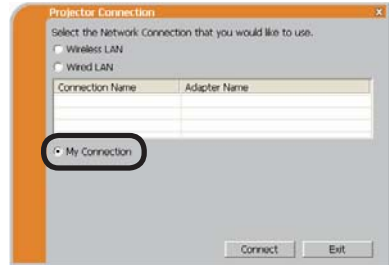 Projector Connection
Select the Network Connection that you would like to use.
Wireless LAN
Wired LAN
Connection Name Adapter Name
My Connection
Connect Exit